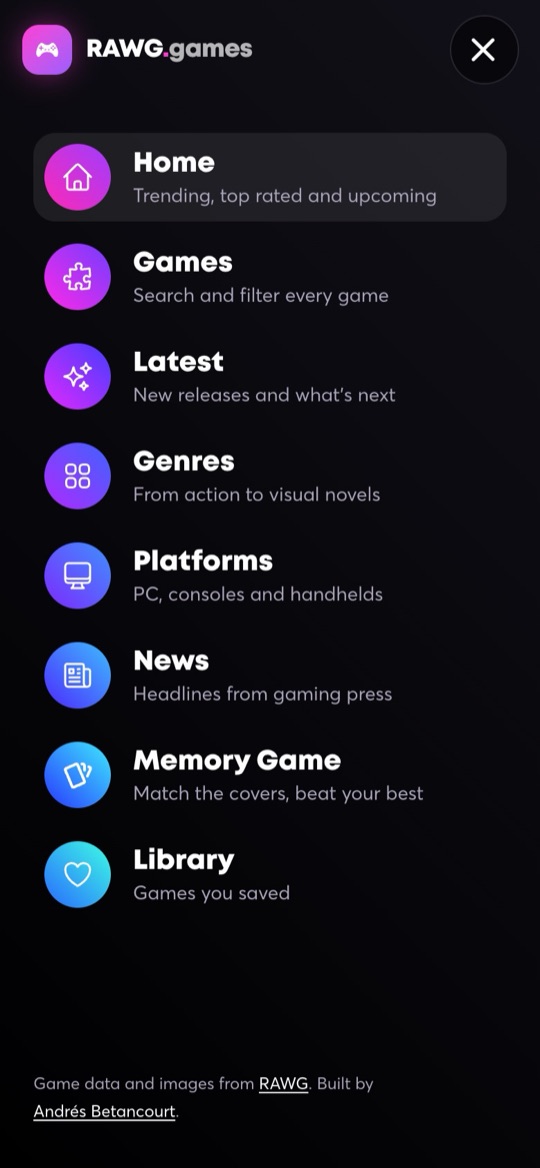 RAWG.games
Home
Trending, top rated and upcoming
Games
Search and filter every game
Latest
New releases and what's next
Genres
From action to visual novels
Platforms
PC, consoles and handhelds
News
Headlines from gaming press
Memory Game
Match the covers, beat your best
Library
Games you saved
Game data and images from RAWG. Built by
Andrés Betancourt.